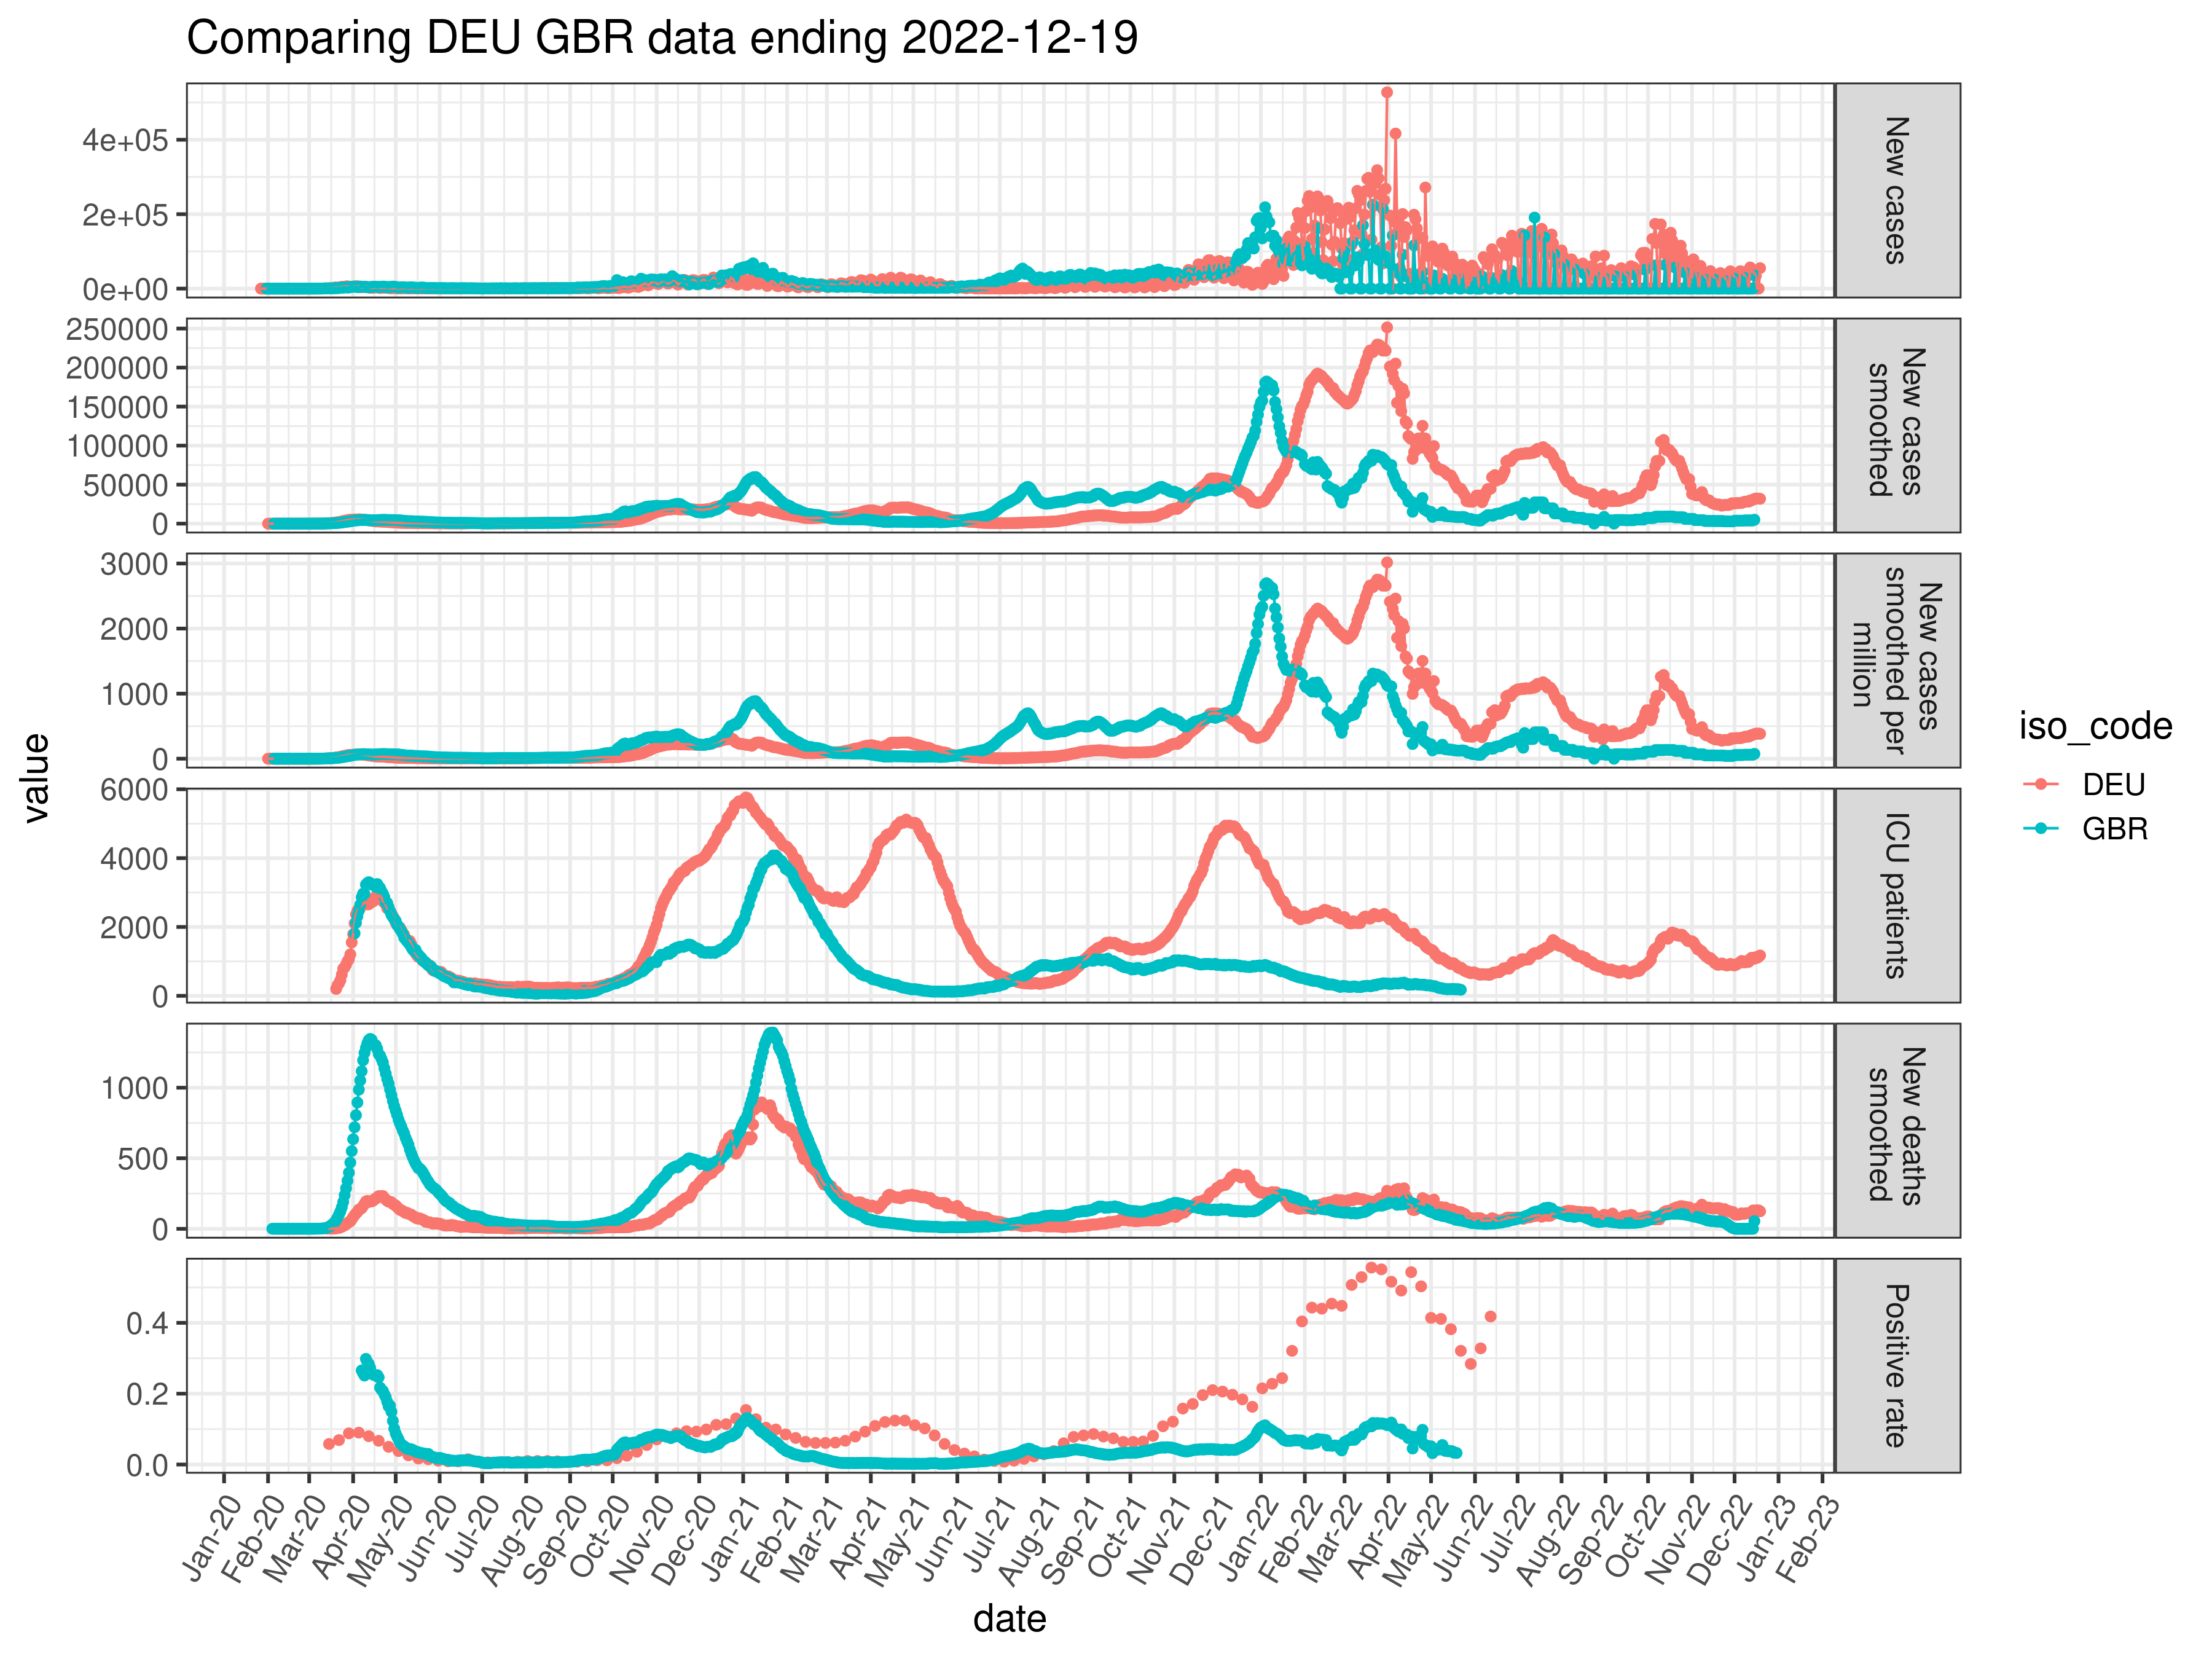 Comparing DEU GBR data ending 2022-12-19
value
4e+05
2e+05
0e+00
New cases
250000
200000
150000
100000
50000
0
New cases
smoothed
3000
2000
1000
0
New cases
smoothed per
million
6000
4000
2000
0
ICU patients
1000
500
0
New deaths
smoothed
0.4
0.2
0.0
Positive rate
Jan-20
Feb-20
Mar-20
Apr-20
May-20
Jun-20
Jul-20
Aug-20
Sep-20
Oct-20
Nov-20
Dec-20
Jan-21
Feb-21
Mar-21
Apr-21
May-21
Jun-21
Jul-21
Aug-21
Sep-21
Oct-21
Nov-21
Dec-21
Jan-22
Feb-22
Mar-22
Apr-22
May-22
Jun-22
Jul-22
Aug-22
Sep-22
Oct-22
Nov-22
Dec-22
Jan-23
Feb-23
date
iso_code
DEU
GBR